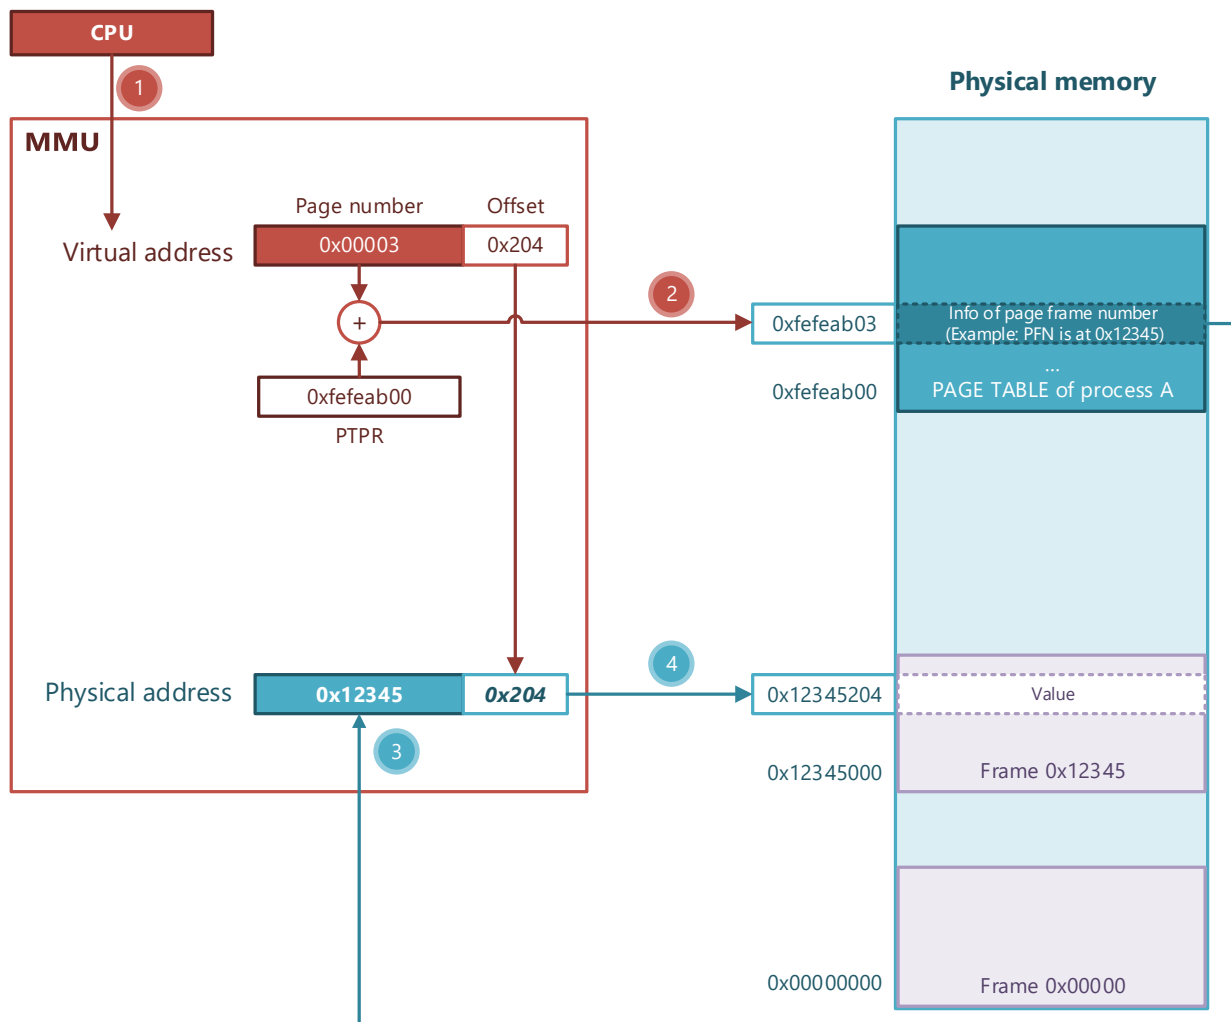 CPU
1
Physical memory
MMU
Page number
Offset
Virtual address
0x00003
0x204
2
+
0xfefeab03
Info of page frame number
(Example: PFN is at 0x12345)
...
0xfefeab00
PTPR
0xfefeab00
PAGE TABLE of process A
4
Physical address
0x12345
0x204
0x12345204
Value
3
0x12345000
Frame 0x12345
0x00000000
Frame 0x00000